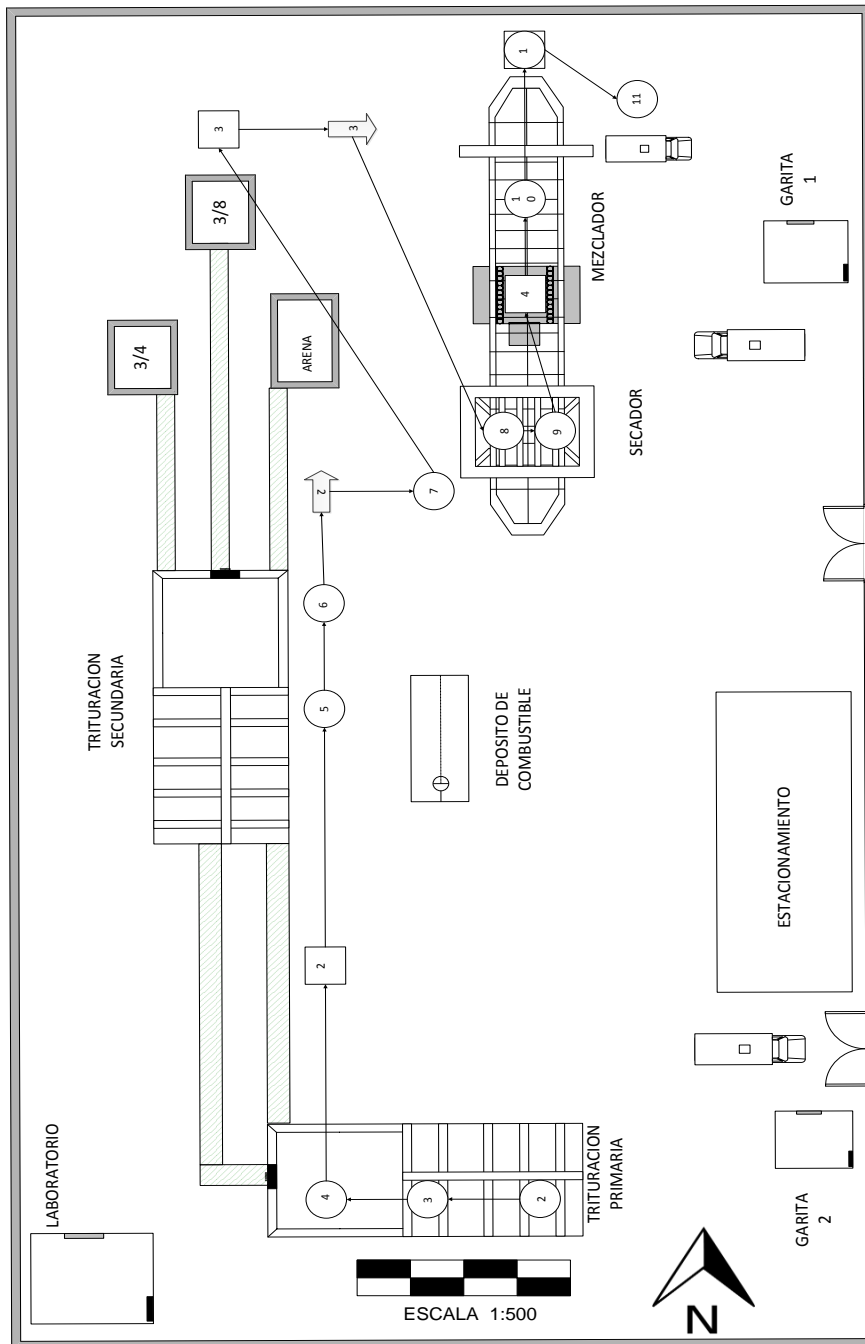 1
11
3
3
3/8
GARITA
1
1
0
MEZCLADOR
4
3/4
ARENA
8
9
SECADOR
2
7
6
TRITURACION
SECUNDARIA
5
DEPOSITO DE
COMBUSTIBLE
ESTACIONAMIENTO
2
LABORATORIO
4
3
2
TRITURACION
PRIMARIA
GARITA
2
ESCALA 1:500
N